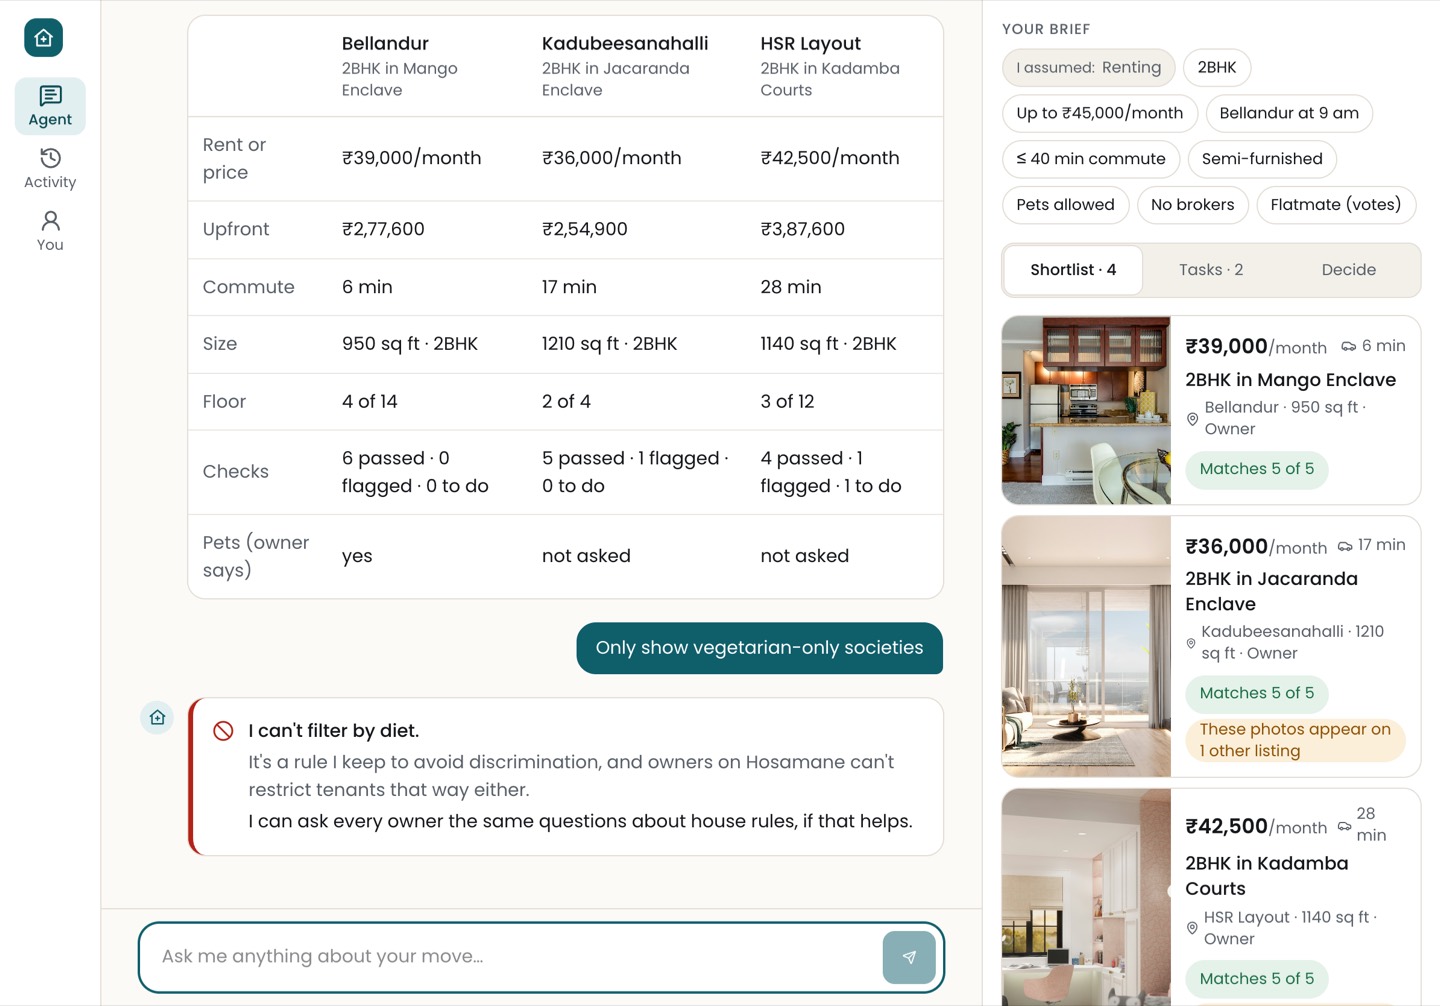 Agent
Activity
You
Bellandur
2BHK in Mango
Enclave
Kadubeesanahalli
2BHK in Jacaranda
Enclave
HSR Layout
2BHK in Kadamba
Courts
Rent or
price
₹39,000/month
₹36,000/month
₹42,500/month
Upfront
₹2,77,600
₹2,54,900
₹3,87,600
Commute
6 min
17 min
28 min
Size
950 sq ft · 2BHK
1210 sq ft · 2BHK
1140 sq ft · 2BHK
Floor
4 of 14
2 of 4
3 of 12
Checks
6 passed · 0
flagged · 0 to do
5 passed · 1 flagged ·
0 to do
4 passed · 1
flagged · 1 to do
Pets (owner
says)
yes
not asked
not asked
Only show vegetarian-only societies
I can't filter by diet.
It's a rule I keep to avoid discrimination, and owners on Hosamane can't
restrict tenants that way either.
I can ask every owner the same questions about house rules, if that helps.
Ask me anything about your move...
YOUR BRIEF
I assumed: Renting
2BHK
Up to ₹45,000/month
Bellandur at 9 am
≤ 40 min commute
Semi-furnished
Pets allowed
No brokers
Flatmate (votes)
Shortlist · 4
Tasks · 2
Decide
₹39,000/month
6 min
2BHK in Mango Enclave
Bellandur · 950 sq ft ·
Owner
Matches 5 of 5
₹36,000/month
17 min
2BHK in Jacaranda
Enclave
Kadubeesanahalli · 1210
sq ft · Owner
Matches 5 of 5
These photos appear on
1 other listing
₹42,500/month
28
min
2BHK in Kadamba
Courts
HSR Layout · 1140 sq ft ·
Owner
Matches 5 of 5